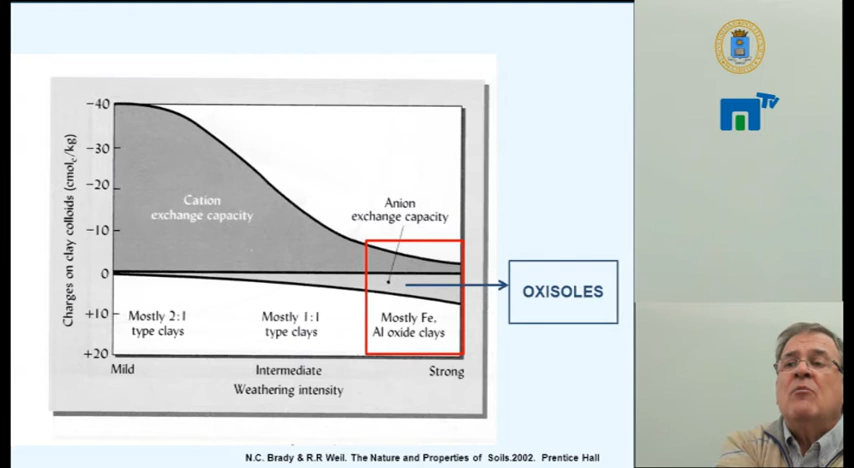 Charges on clay colloids (cmolc/kg)
−40
−30
−20
−10
0
+10
+20
Cation
exchange capacity
Anion
exchange capacity
Mostly 2:1
type clays
Mostly 1:1
type clays
Mostly Fe,
Al oxide clays
Mild
Intermediate
Strong
Weathering intensity
OXISOLES
TV
N.C. Brady & R.R Weil. The Nature and Properties of Soils.2002. Prentice Hall